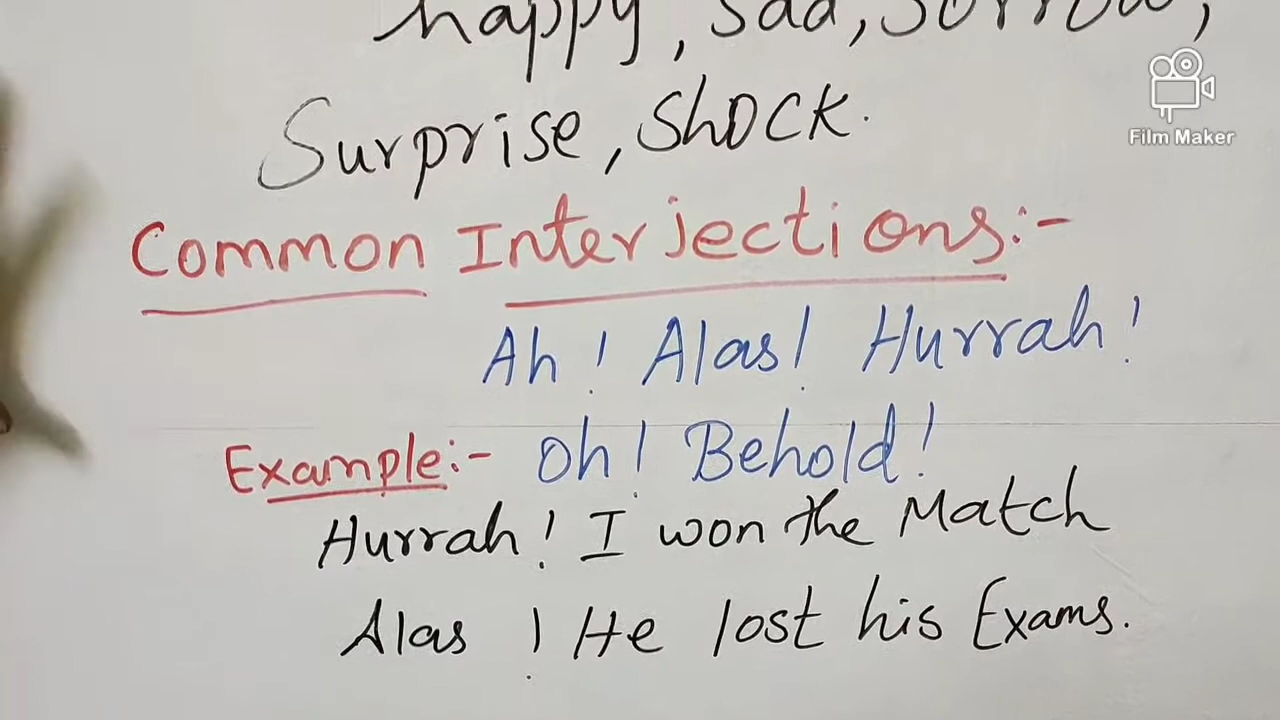 happy, sad, sorrow,
Surprise, Shock.
Film Maker
Common Interjections:-
Ah! Alas! Hurrah!
Oh! Behold!
Example:-
Hurrah! I won the Match
Alas! He lost his Exams.